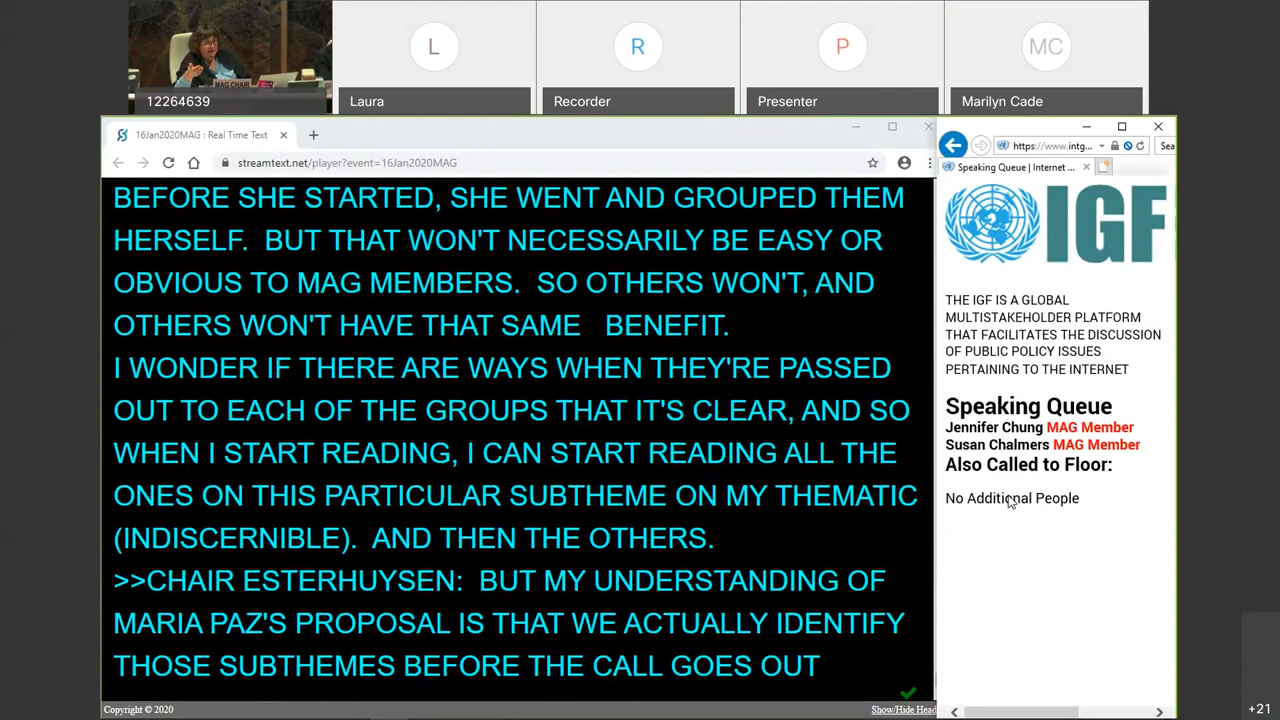 MAG CHAIR
L
R
P
MC
12264639
Laura
Recorder
Presenter
Marilyn Cade
16Jan2020MAG : Real Time Text
streamtext.net/player?event=16Jan2020MAG
BEFORE SHE STARTED, SHE WENT AND GROUPED THEM
HERSELF.  BUT THAT WON'T NECESSARILY BE EASY OR
OBVIOUS TO MAG MEMBERS.  SO OTHERS WON'T, AND
OTHERS WON'T HAVE THAT SAME   BENEFIT.
I WONDER IF THERE ARE WAYS WHEN THEY'RE PASSED
OUT TO EACH OF THE GROUPS THAT IT'S CLEAR, AND SO
WHEN I START READING, I CAN START READING ALL THE
ONES ON THIS PARTICULAR SUBTHEME ON MY THEMATIC
(INDISCERNIBLE).  AND THEN THE OTHERS.
>>CHAIR ESTERHUYSEN:  BUT MY UNDERSTANDING OF
MARIA PAZ'S PROPOSAL IS THAT WE ACTUALLY IDENTIFY
THOSE SUBTHEMES BEFORE THE CALL GOES OUT
Copyright © 2020
Show/Hide Head
https://www.intg...
Sea
Speaking Queue | Internet ...
IGF
THE IGF IS A GLOBAL
MULTISTAKEHOLDER PLATFORM
THAT FACILITATES THE DISCUSSION
OF PUBLIC POLICY ISSUES
PERTAINING TO THE INTERNET
Speaking Queue
Jennifer Chung MAG Member
Susan Chalmers MAG Member
Also Called to Floor:
No Additional People
+21